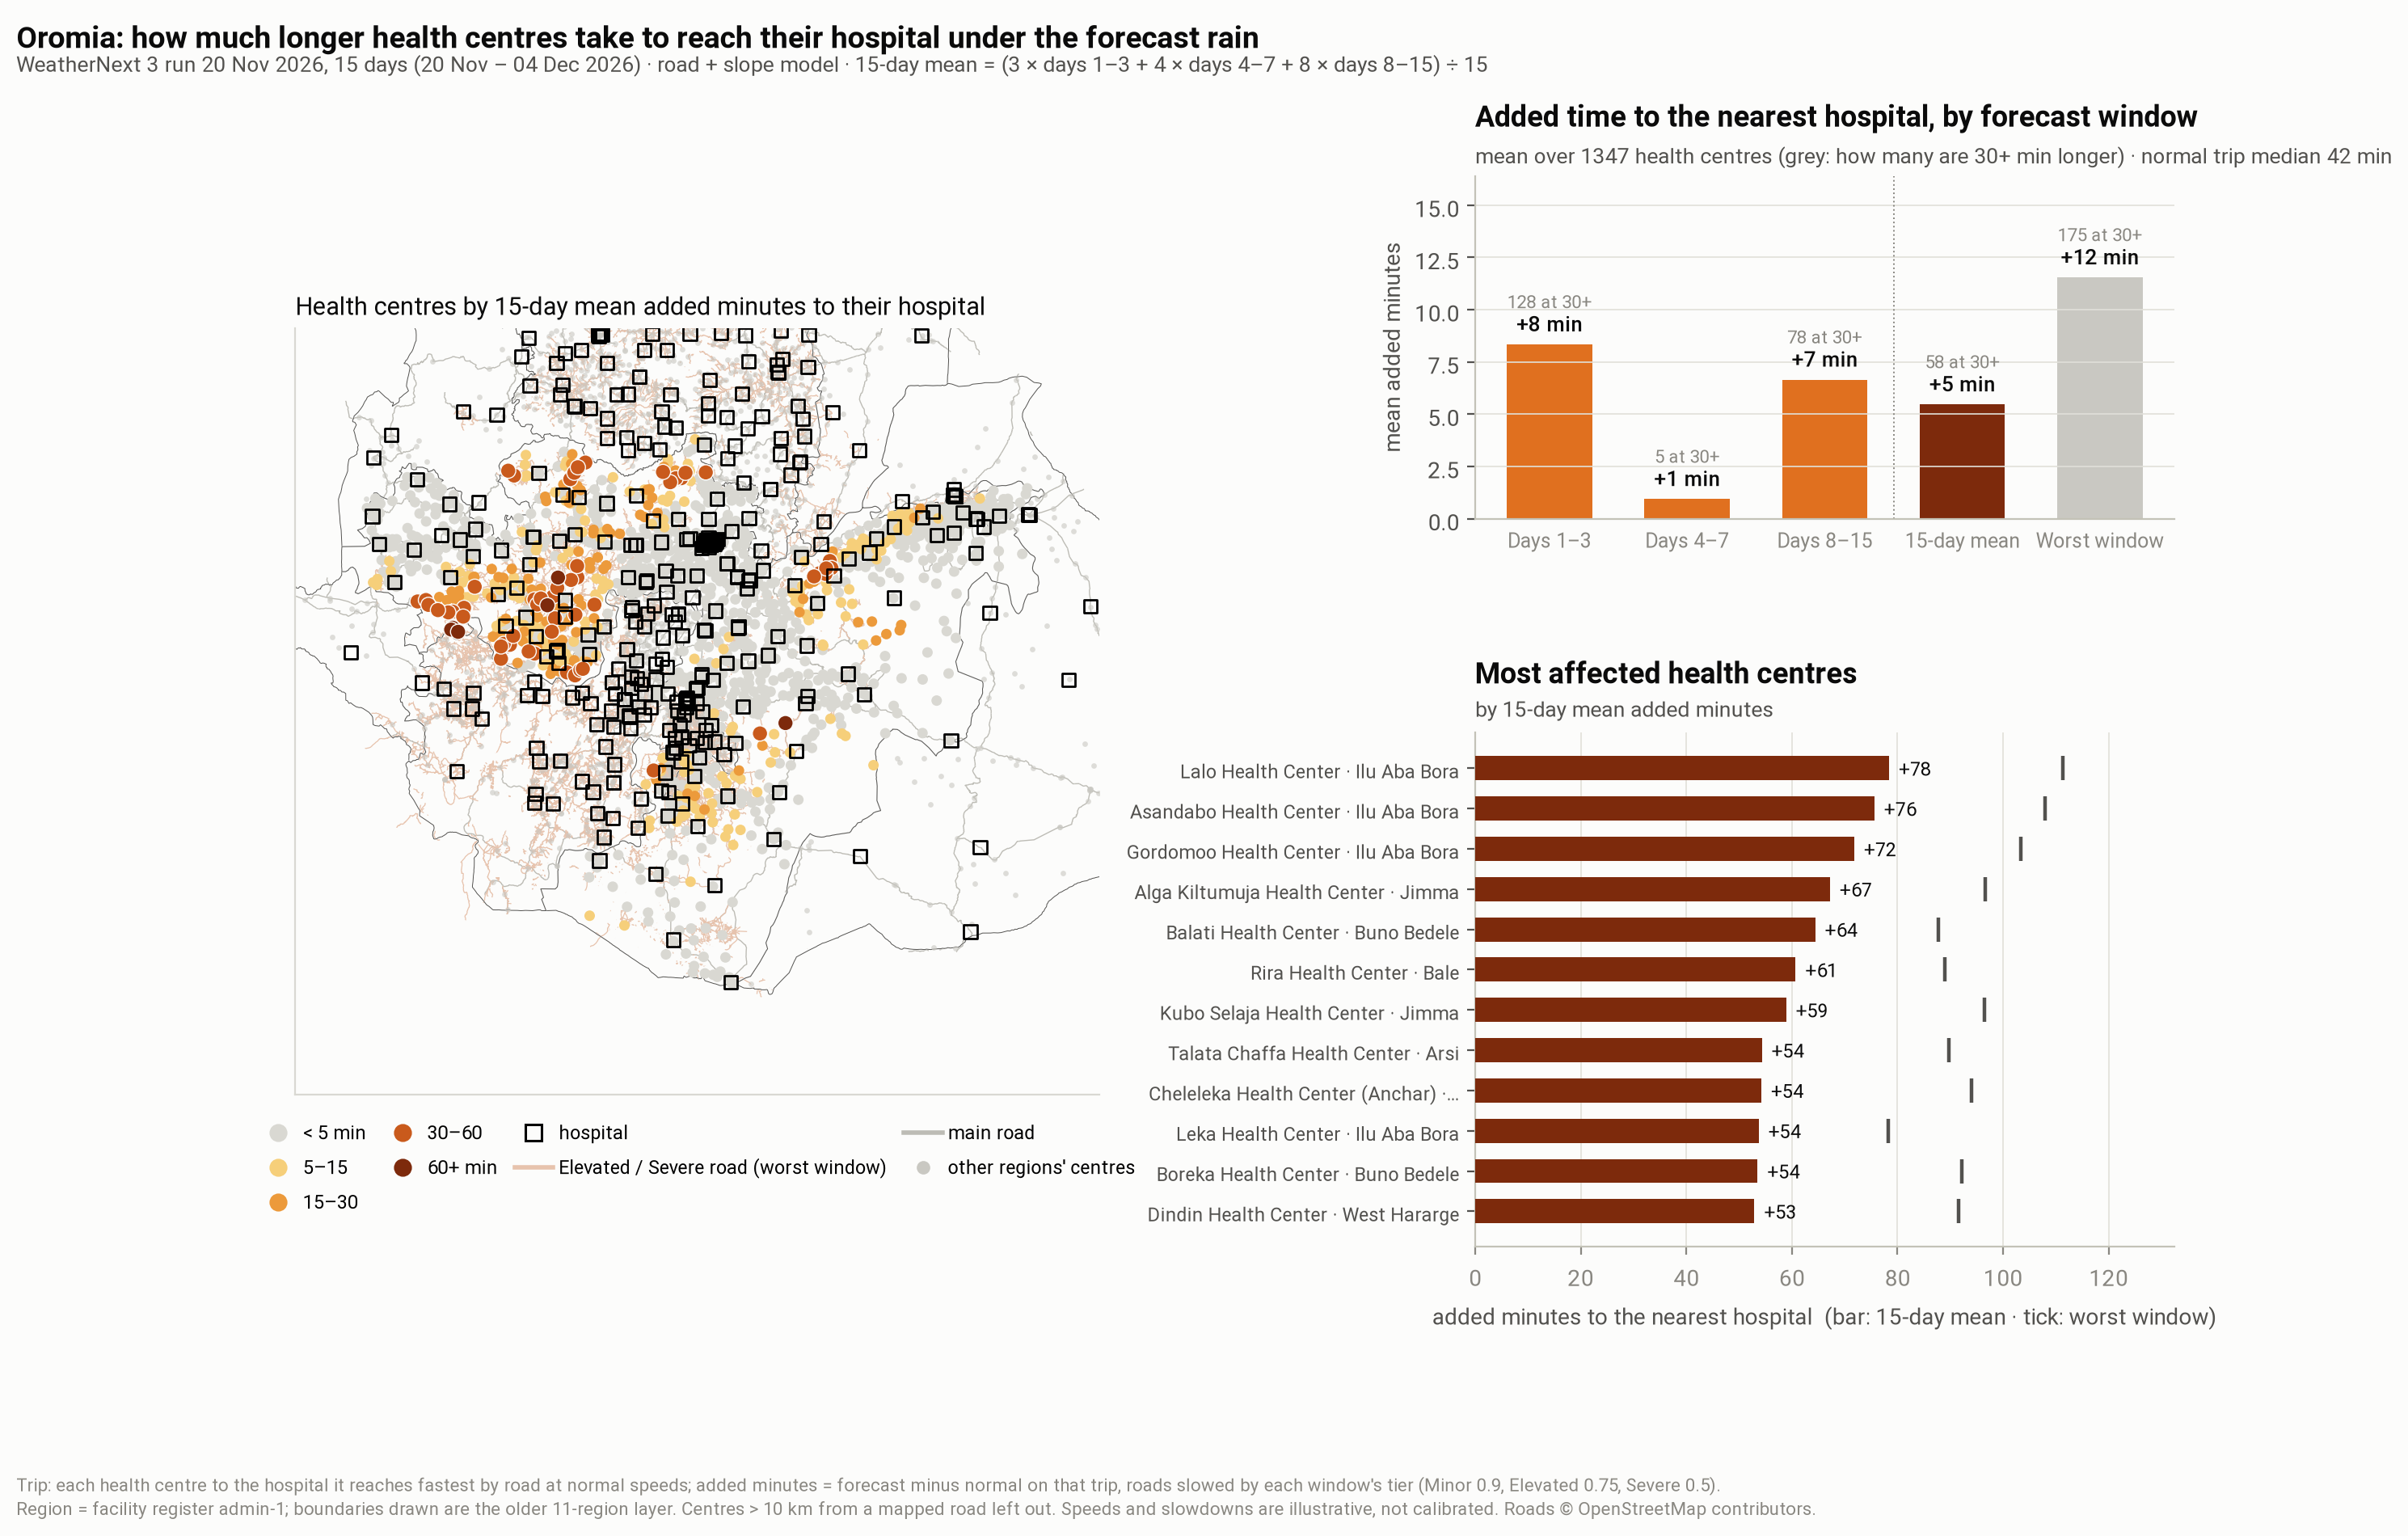 Oromia: how much longer health centres take to reach their hospital under the forecast rain
WeatherNext 3 run 20 Nov 2026, 15 days (20 Nov – 04 Dec 2026) · road + slope model · 15-day mean = (3 × days 1–3 + 4 × days 4–7 + 8 × days 8–15) ÷ 15
Health centres by 15-day mean added minutes to their hospital
< 5 min
5–15
15–30
30–60
60+ min
hospital
Elevated / Severe road (worst window)
main road
other regions' centres
Added time to the nearest hospital, by forecast window
mean over 1347 health centres (grey: how many are 30+ min longer) · normal trip median 42 min
mean added minutes
15.0
12.5
10.0
7.5
5.0
2.5
0.0
128 at 30+
+8 min
5 at 30+
+1 min
78 at 30+
+7 min
58 at 30+
+5 min
175 at 30+
+12 min
Days 1–3
Days 4–7
Days 8–15
15-day mean
Worst window
Most affected health centres
by 15-day mean added minutes
Lalo Health Center · Ilu Aba Bora +78
Asandabo Health Center · Ilu Aba Bora +76
Gordomoo Health Center · Ilu Aba Bora +72
Alga Kiltumuja Health Center · Jimma +67
Balati Health Center · Buno Bedele +64
Rira Health Center · Bale +61
Kubo Selaja Health Center · Jimma +59
Talata Chaffa Health Center · Arsi +54
Cheleleka Health Center (Anchar) ·... +54
Leka Health Center · Ilu Aba Bora +54
Boreka Health Center · Buno Bedele +54
Dindin Health Center · West Hararge +53
0 20 40 60 80 100 120
added minutes to the nearest hospital (bar: 15-day mean · tick: worst window)
Trip: each health centre to the hospital it reaches fastest by road at normal speeds; added minutes = forecast minus normal on that trip, roads slowed by each window's tier (Minor 0.9, Elevated 0.75, Severe 0.5).
Region = facility register admin-1; boundaries drawn are the older 11-region layer. Centres > 10 km from a mapped road left out. Speeds and slowdowns are illustrative, not calibrated. Roads © OpenStreetMap contributors.